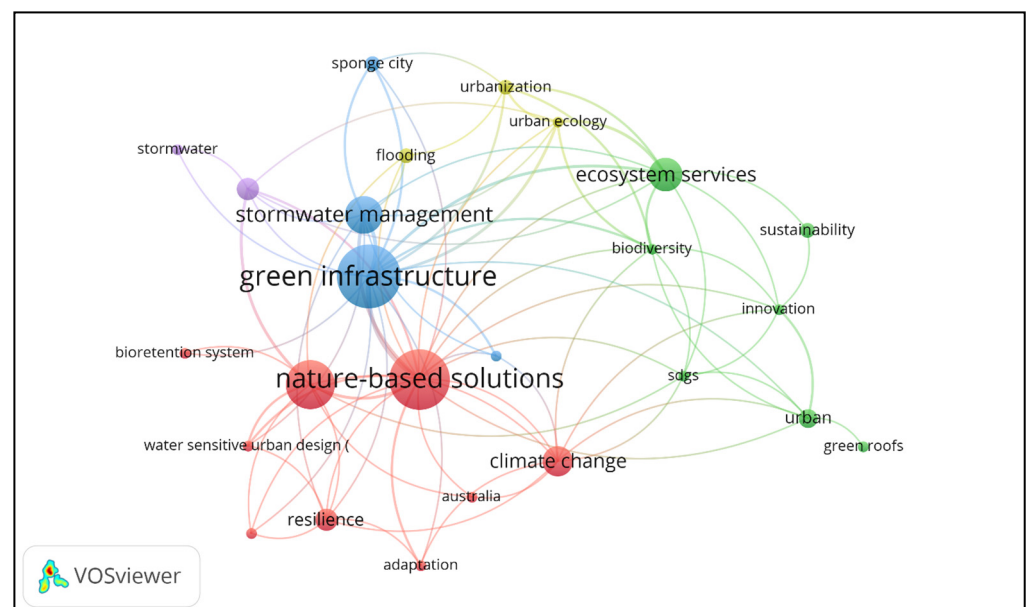 sponge city
urbanization
urban ecology
stormwater
flooding
ecosystem services
stormwater management
sustainability
biodiversity
green infrastructure
innovation
bioretention system
nature-based solutions
sdgs
urban
water sensitive urban design (
green roofs
climate change
australia
resilience
adaptation
VOSviewer